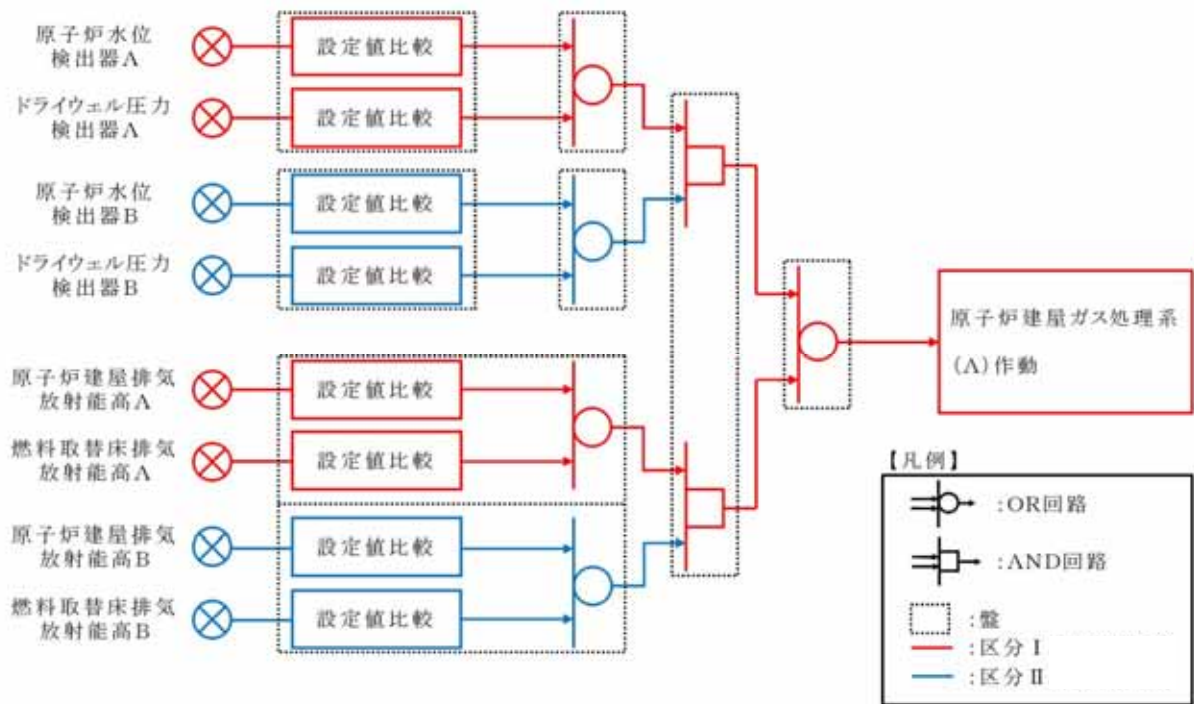 原子炉水位
検出器A
設定値比較
ドライウェル圧力
検出器A
設定値比較
原子炉水位
検出器B
設定値比較
ドライウェル圧力
検出器B
設定値比較
原子炉建屋ガス処理系
(A)作動
原子炉建屋排気
放射能高A
設定値比較
燃料取替床排気
放射能高A
設定値比較
原子炉建屋排気
放射能高B
設定値比較
燃料取替床排気
放射能高B
設定値比較
【凡例】
:OR回路
:AND回路
:盤
:区分Ⅰ
:区分Ⅱ